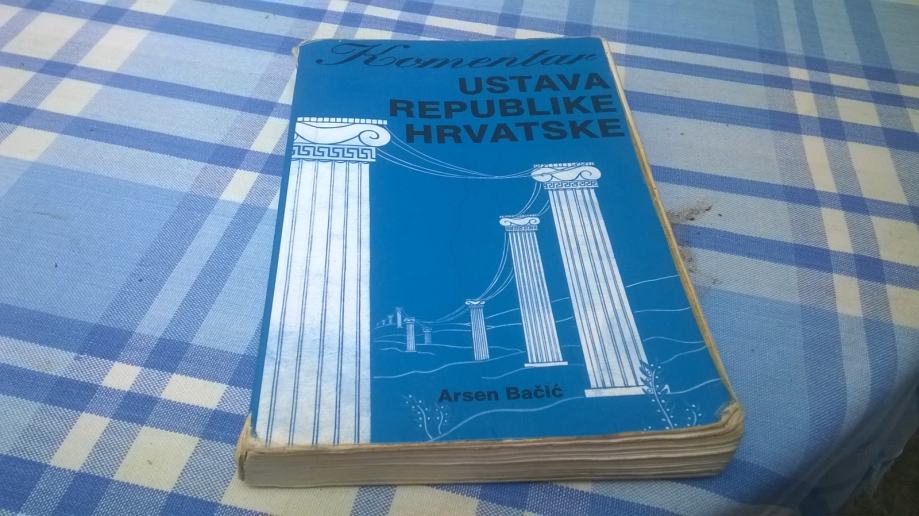 Komentar
USTAVA
REPUBLIKE
HRVATSKE
Arsen Bačić